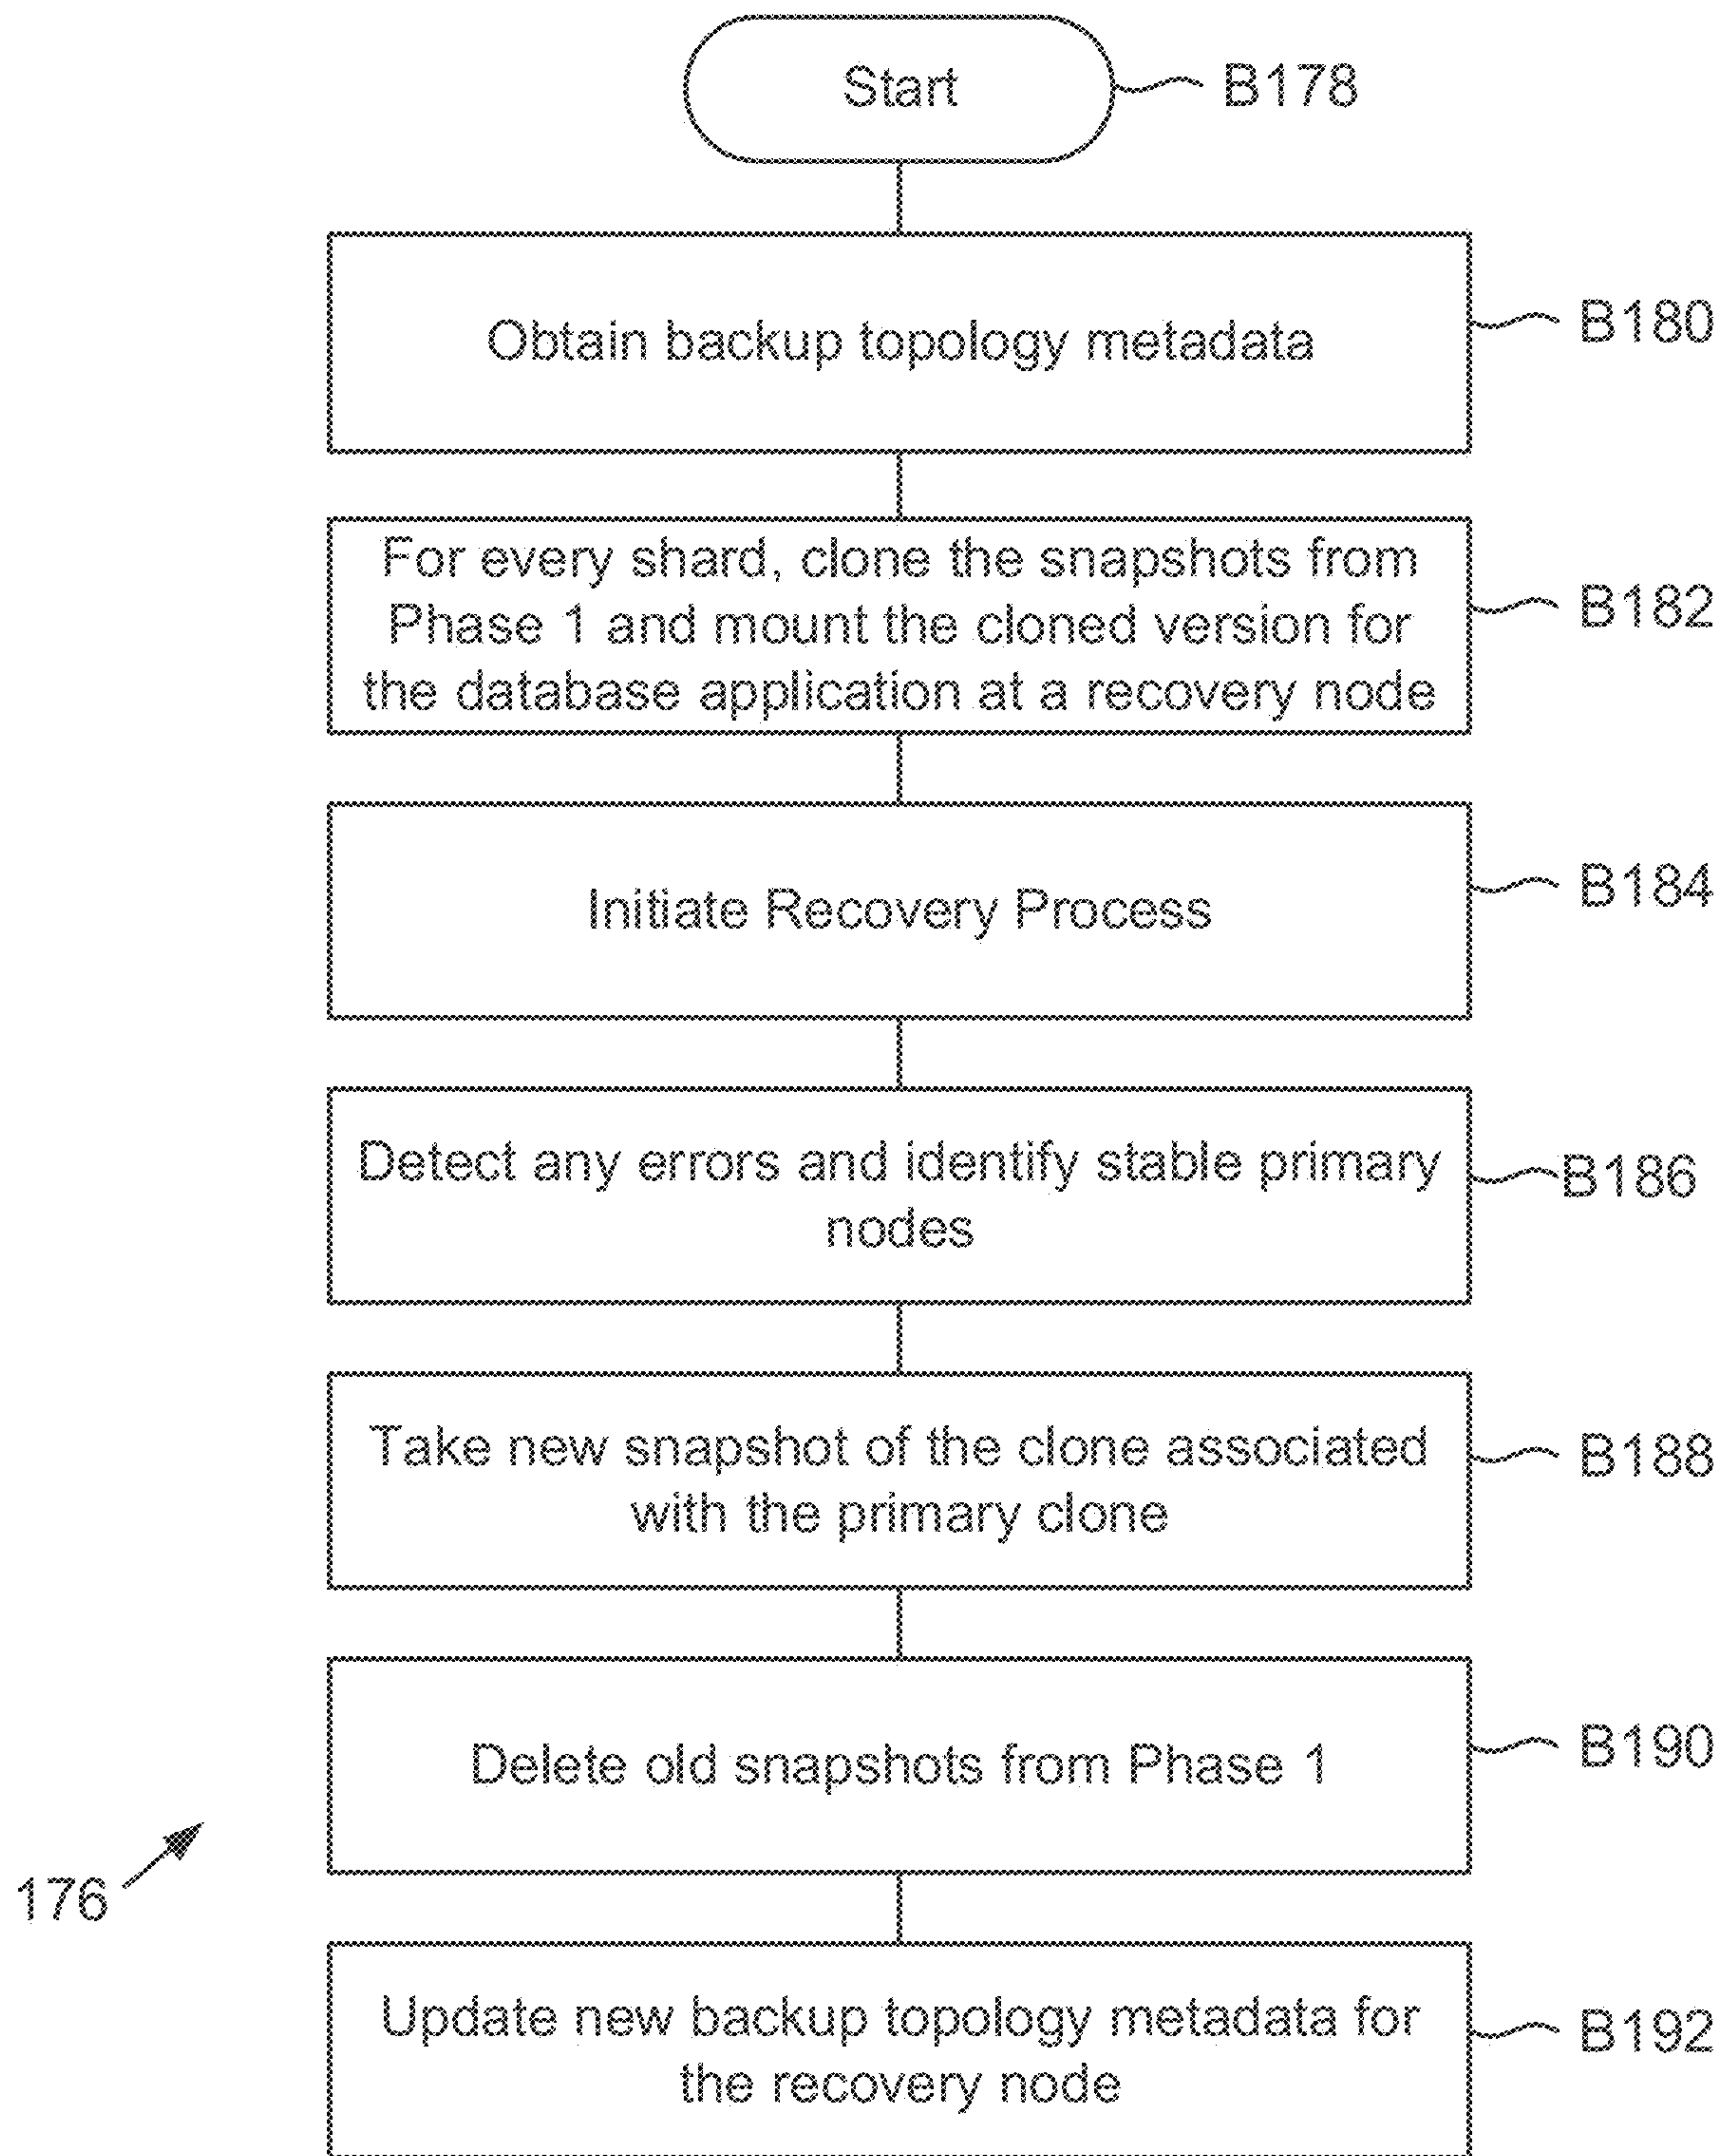 Start
B178
Obtain backup topology metadata
B180
For every shard, clone the snapshots from
Phase 1 and mount the cloned version for
the database application at a recovery node
B182
Initiate Recovery Process
B184
Detect any errors and identify stable primary
nodes
B186
Take new snapshot of the clone associated
with the primary clone
B188
Delete old snapshots from Phase 1
B190
176
Update new backup topology metadata for
the recovery node
B192